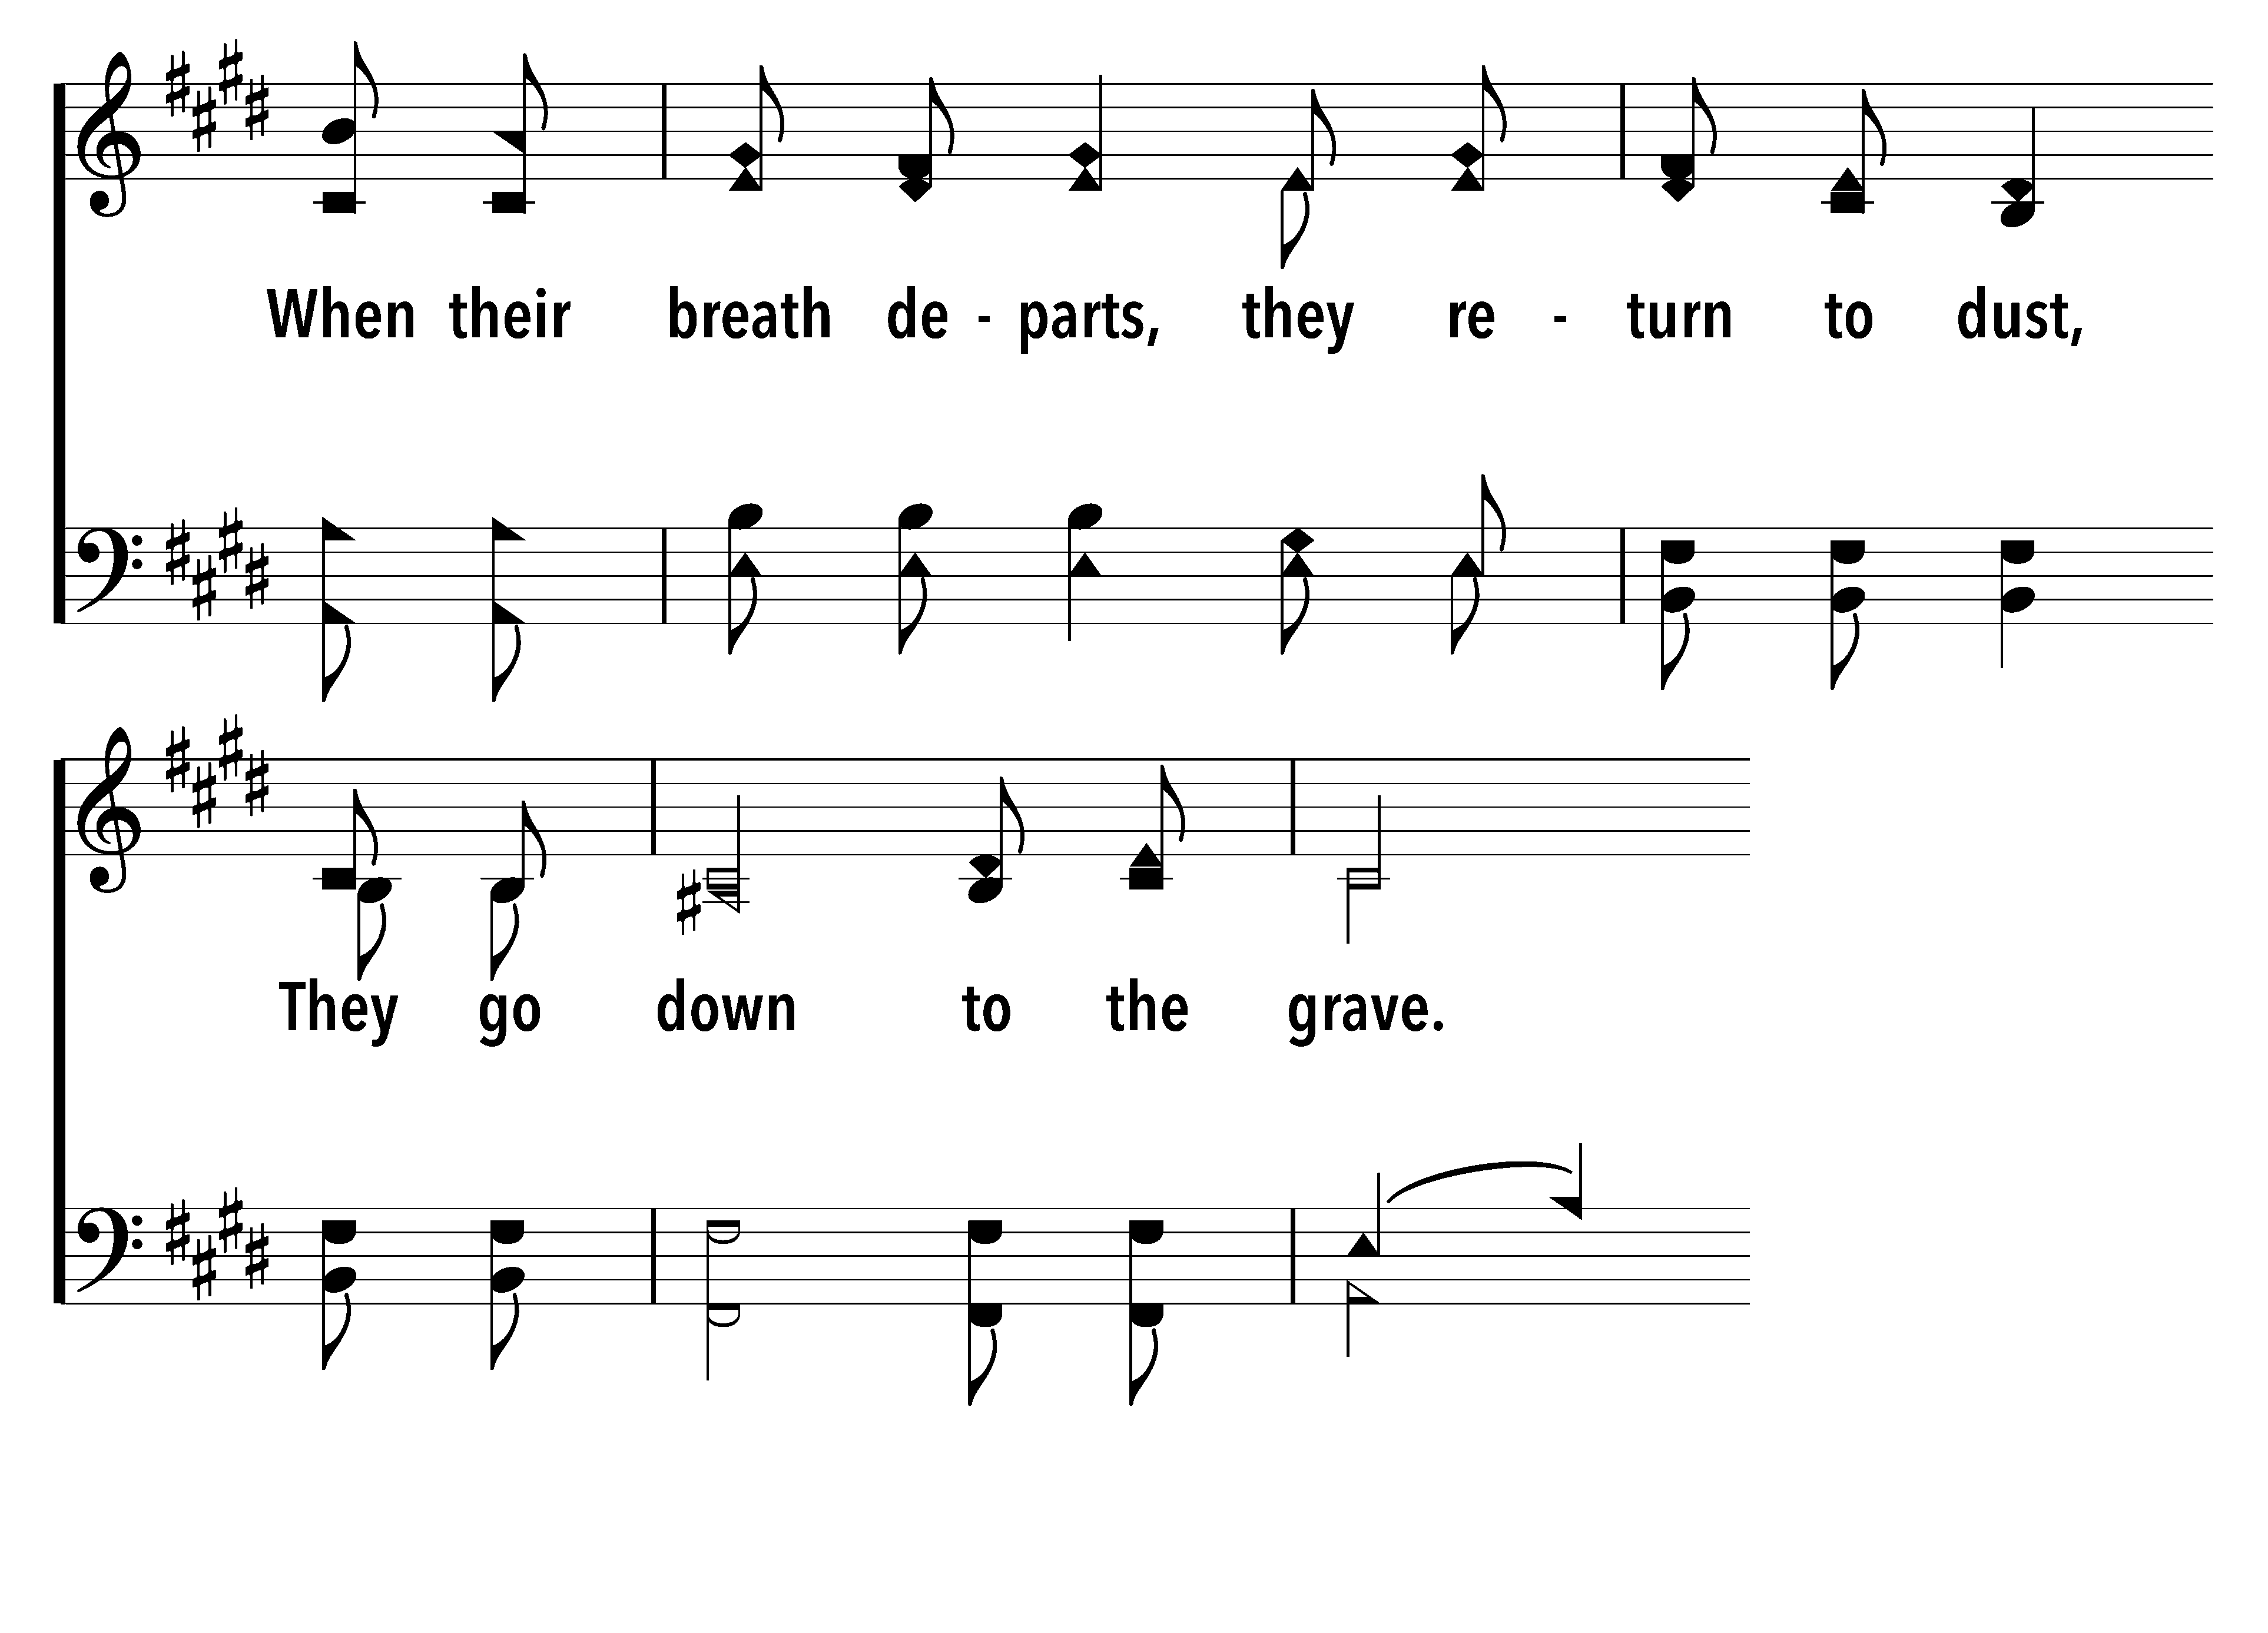 When their breath de - parts, they re - turn to dust,
They go down to the grave.